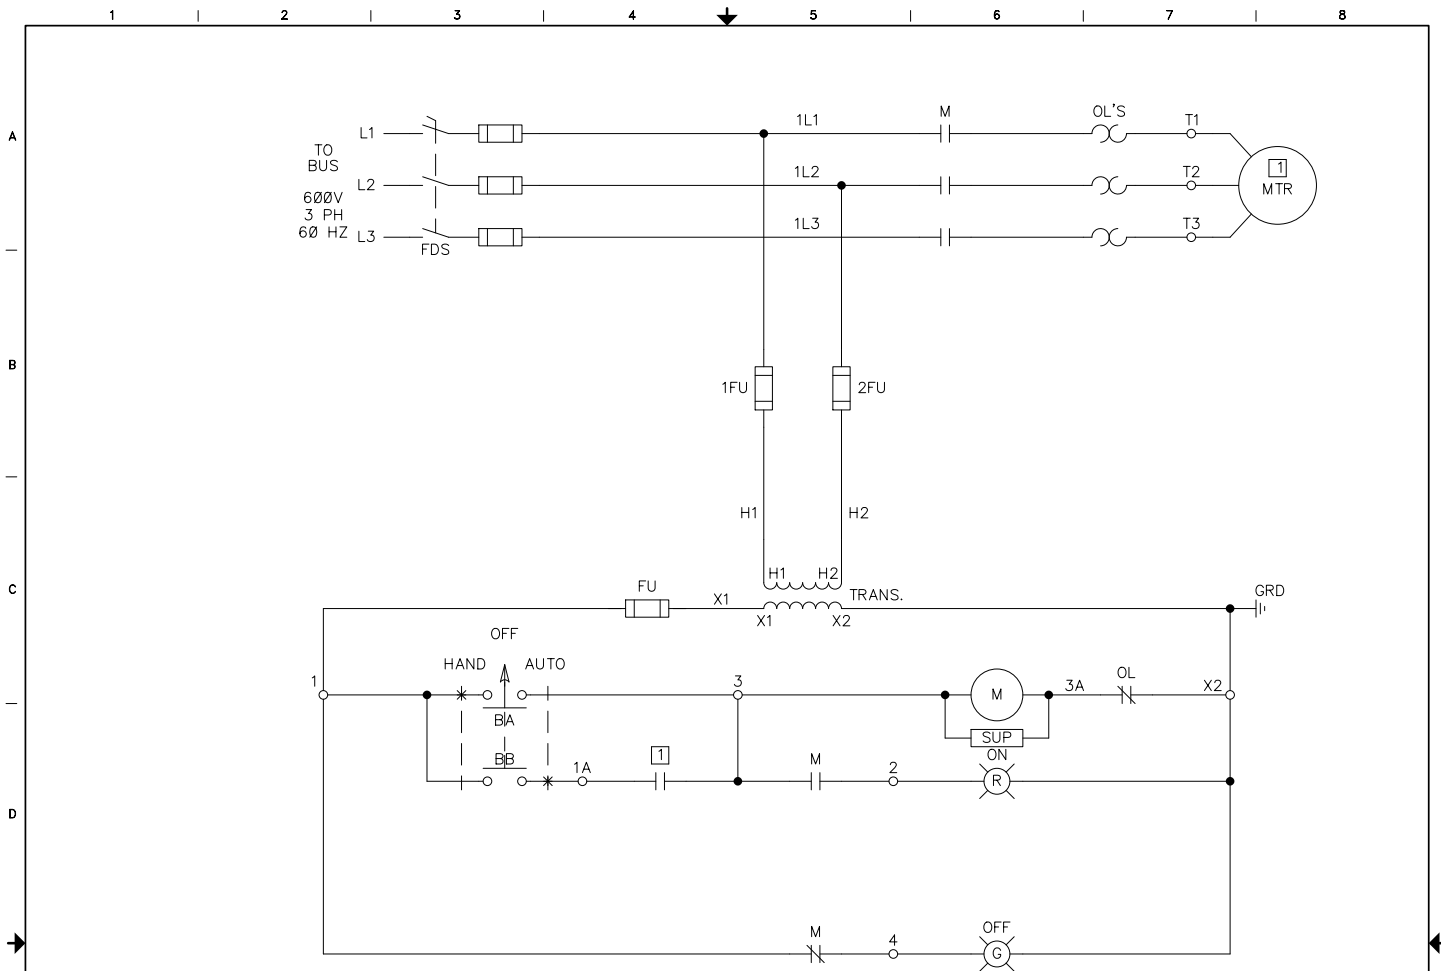 1 2 3 4 5 6 7 8
A
L1 1L1 M OL'S T1
TO
BUS
L2 1L2 T2
1
MTR
6ØØV
3 PH
6Ø HZ
L3 1L3 T3
FDS
B
1FU 2FU
H1 H2
C
H1 H2
FU X1 TRANS. GRD
X1 X2
OFF
HAND AUTO
1 3 M 3A OL X2
BA
SUP
BB 1A 1 M 2 ON
R
D
M 4 OFF
G